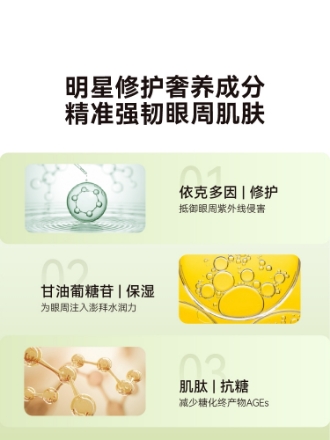 明星修护奢养成分
精准强韧眼周肌肤
01
依克多因 | 修护
抵御眼周紫外线侵害
02
甘油葡糖苷 | 保湿
为眼周注入澎拜水润力
03
肌肽 | 抗糖
减少糖化终产物AGEs